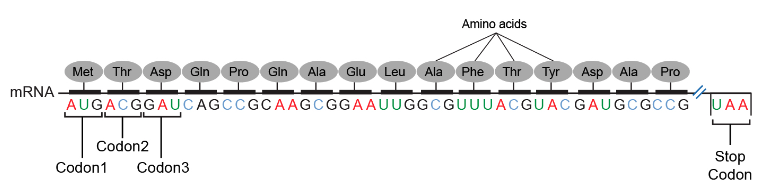 Amino acids
Met Thr Asp Gln Pro Gln Ala Glu Leu Ala Phe Thr Tyr Asp Ala Pro
mRNA
AUGACGGAUCAGCCGCAAGCGGAAUUGGCGUUUACGUACGAUGCGCCG UAA
Codon1
Codon2
Codon3
Stop
Codon